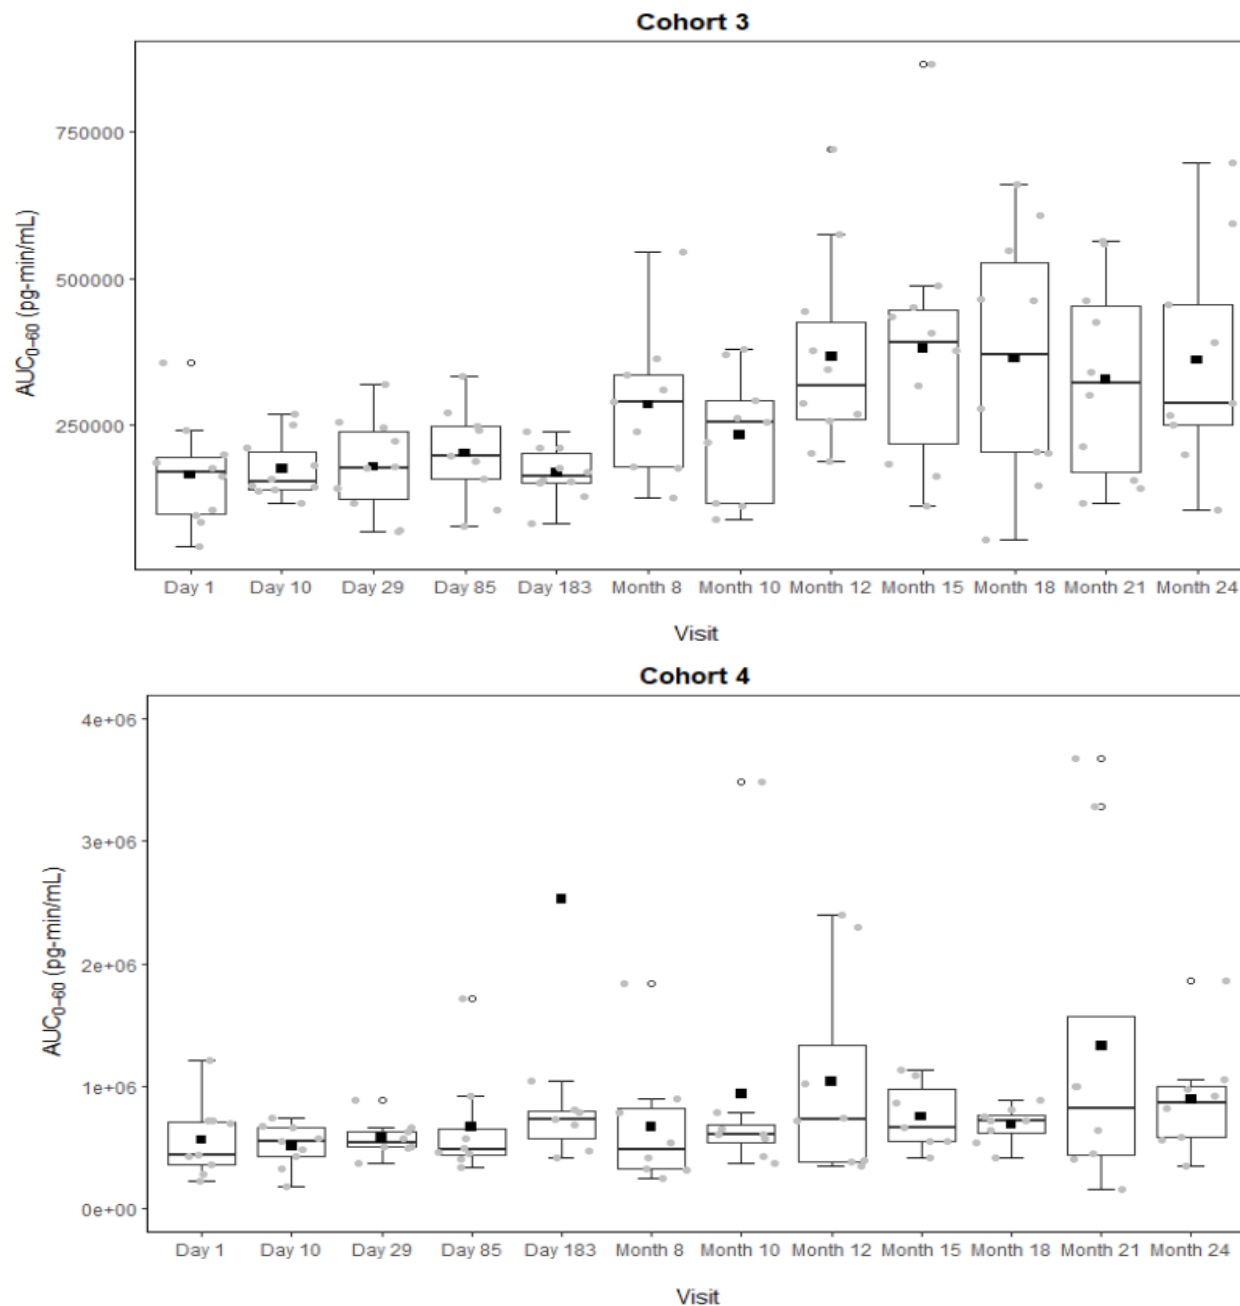 Cohort 3
AUC0-60 (pg-min/mL)
750000
500000
250000
Day 1 Day 10 Day 29 Day 85 Day 183 Month 8 Month 10 Month 12 Month 15 Month 18 Month 21 Month 24
Visit
Cohort 4
AUC0-60 (pg-min/mL)
4e+06
3e+06
2e+06
1e+06
0e+00
Day 1 Day 10 Day 29 Day 85 Day 183 Month 8 Month 10 Month 12 Month 15 Month 18 Month 21 Month 24
Visit